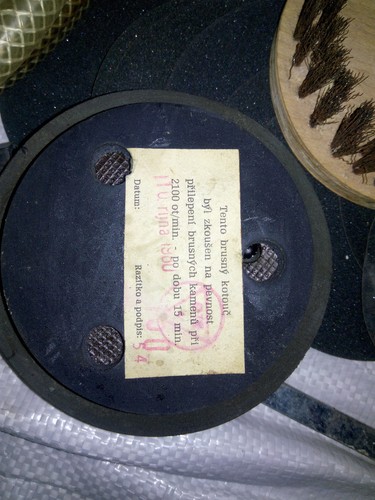 Tento brusný kotouč
byl zkoušen na pevnost
přilepení brusných kamenů při
2100 ot/min. - po dobu 15 min.
Datum: Razítko a podpis: